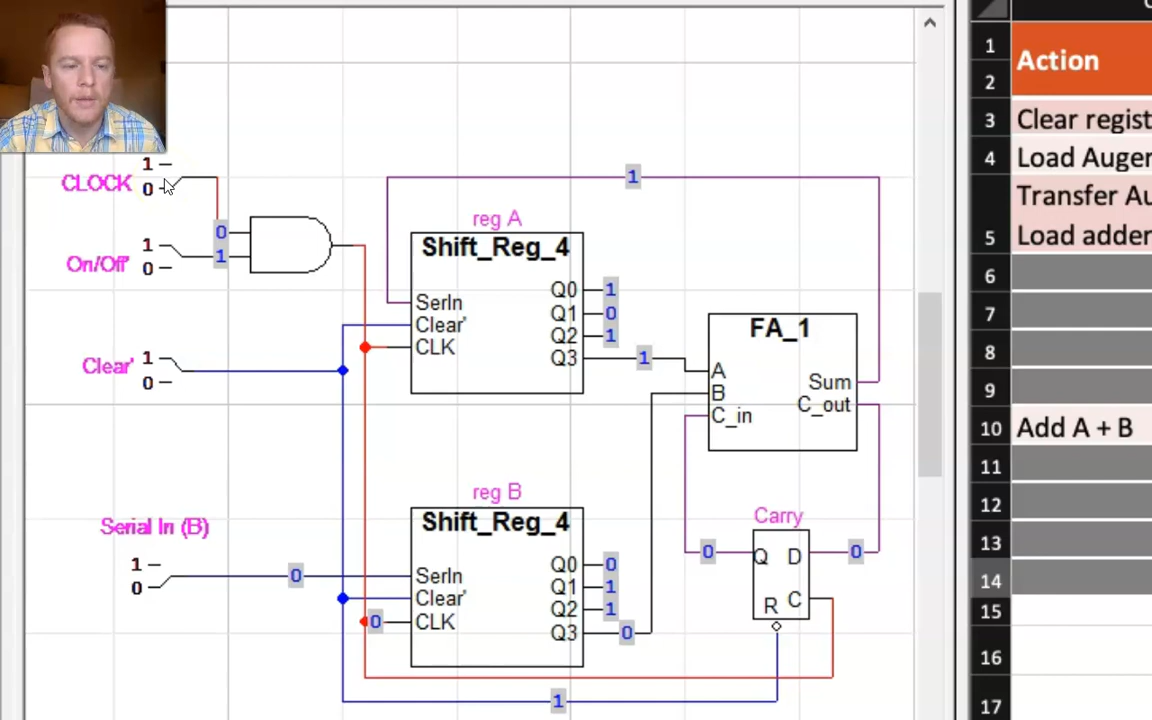 1
CLOCK 0
1
On/Off' 0
0
1
Clear' 1
0
Serial In (B)
1
0
0
1
reg A
Shift_Reg_4
SerIn
Clear'
CLK
Q0 1
Q1 0
Q2 1
Q3 1
FA_1
A
B
C_in
Sum
C_out
reg B
Shift_Reg_4
SerIn
Clear'
0 CLK
Q0 0
Q1 1
Q2 1
Q3 0
Carry
0 Q D 0
R C
1
1 Action
2
3 Clear regist
4 Load Auger
Transfer Au
5 Load adder
6
7
8
9
10 Add A + B
11
12
13
14
15
16
17